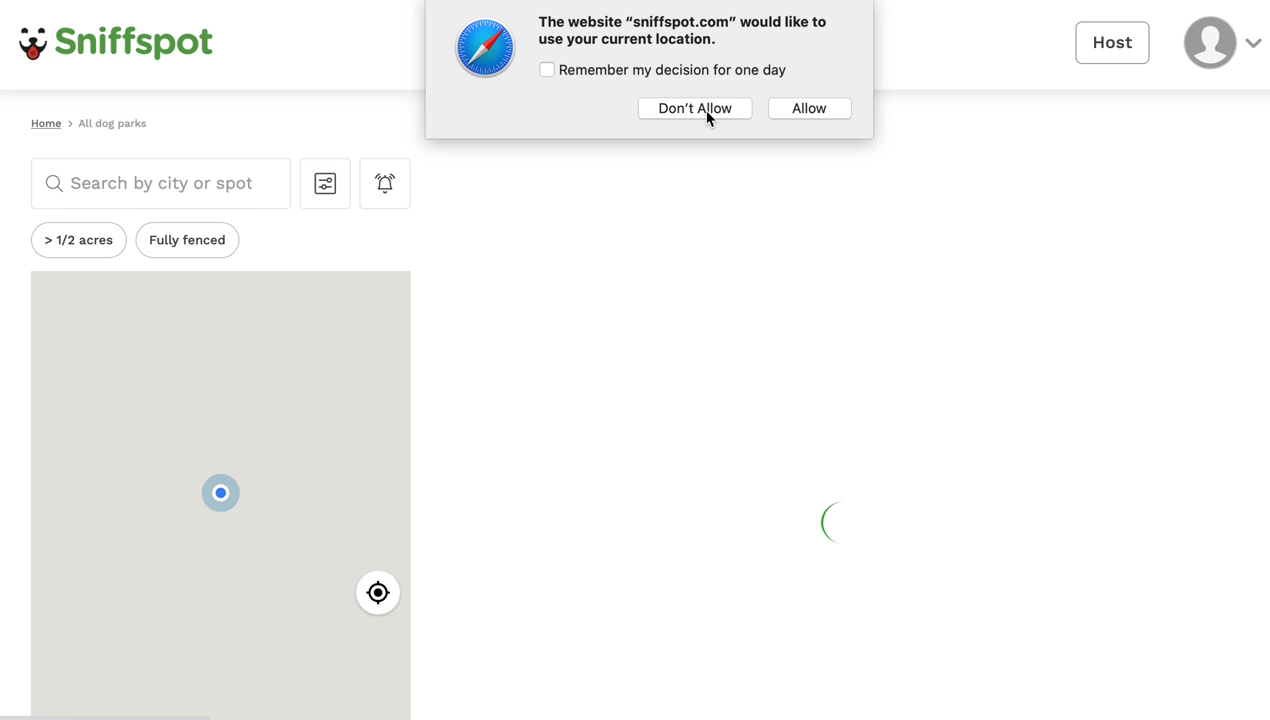 Sniffspot
The website “sniffspot.com” would like to
use your current location.
Remember my decision for one day
Don’t Allow
Allow
Host
Home > All dog parks
Search by city or spot
> 1/2 acres
Fully fenced